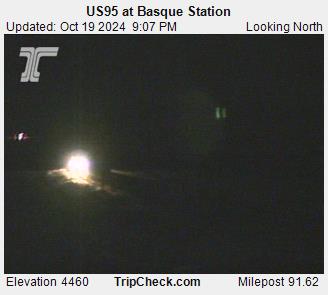 US95 at Basque Station
Updated: Oct 19 2024 9:07 PM Looking North
Elevation 4460 TripCheck.com Milepost 91.62